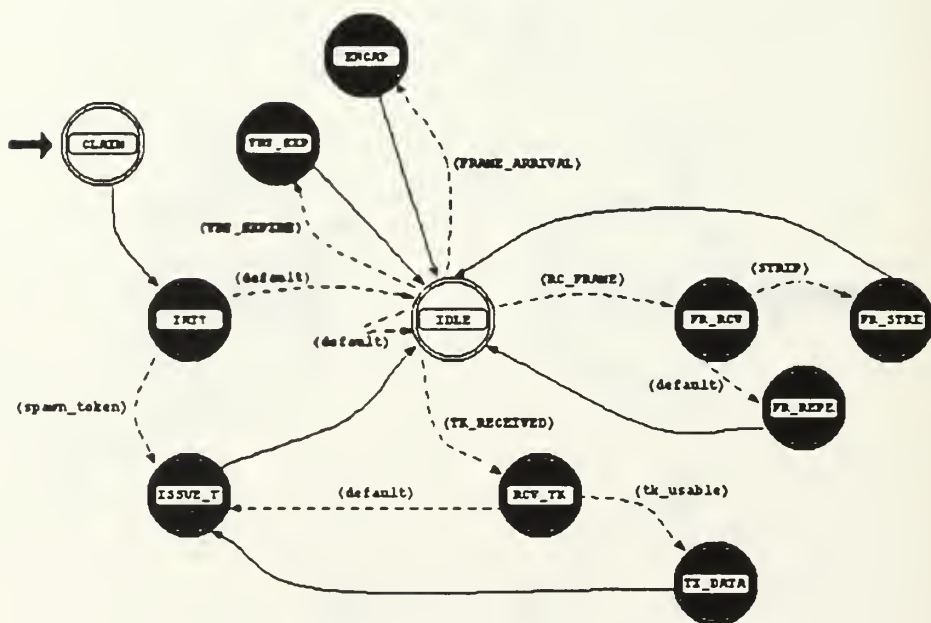 ENCAP
CLAIM
TRT_EXP
(FRAME_ARRIVAL)
(TRT_EXPIRE)
(default)
(RC_FRAME)
(STRIP)
INIT
IDLE
FR_RCV
FR_STRI
(default)
(default)
(spawn_token)
FR_REPE
(TK_RECEIVED)
ISSUE_T
(default)
RCV_TK
(tk_usable)
TX_DATA